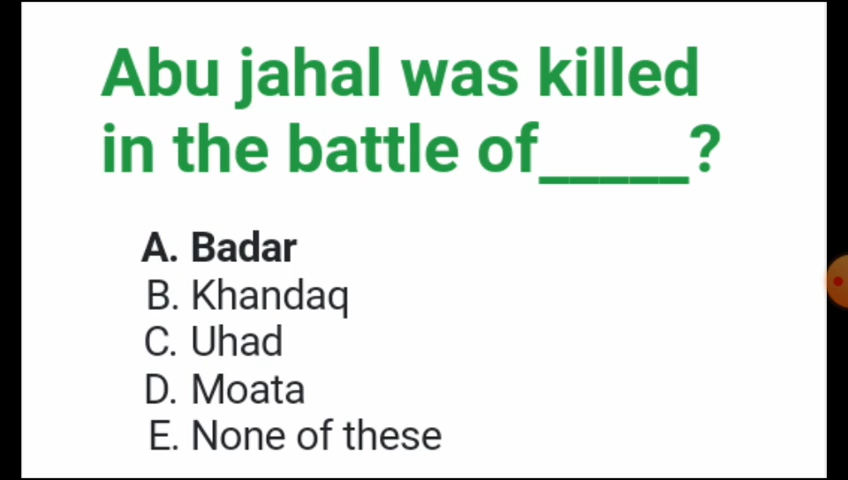 Abu jahal was killed
in the battle of_____?
A. Badar
B. Khandaq
C. Uhad
D. Moata
E. None of these